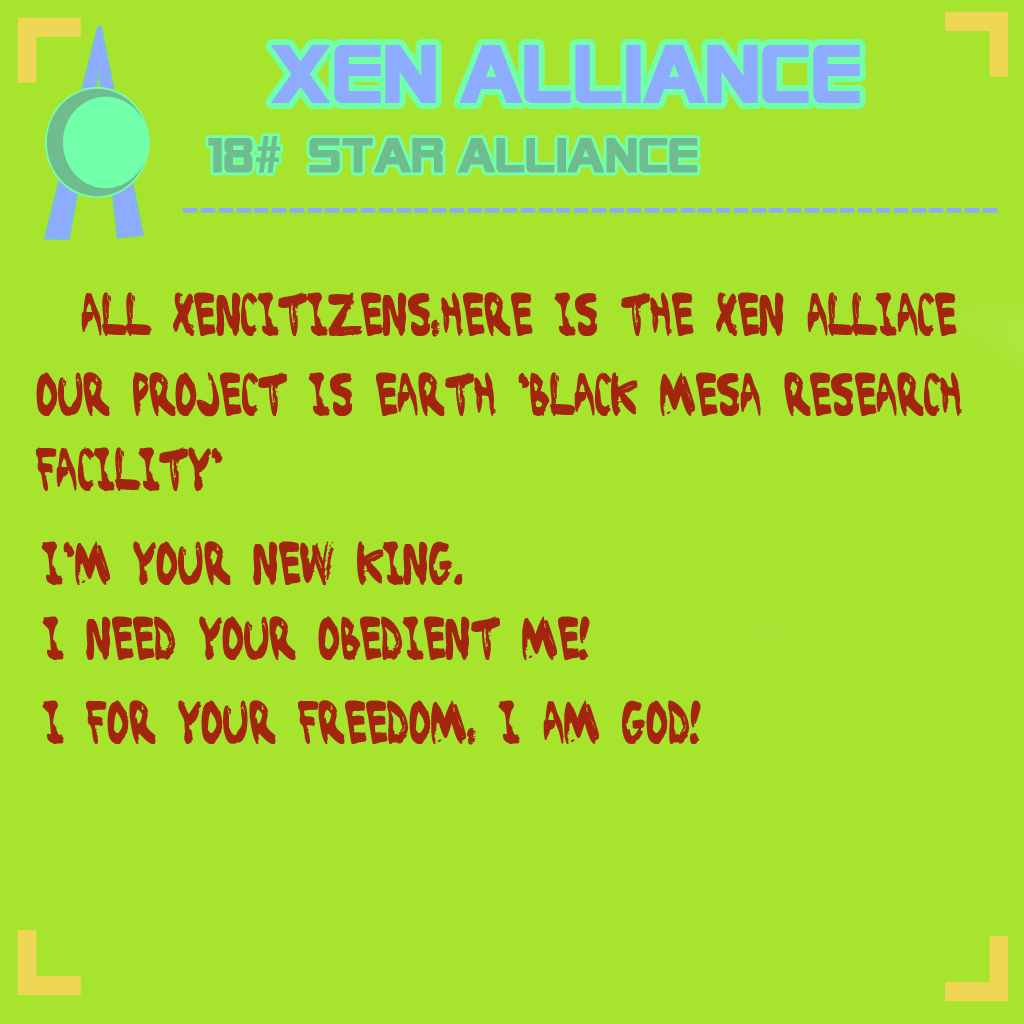 XEN ALLIANCE
18# STAR ALLIANCE
ALL XENCITIZENS.HERE IS THE XEN ALLIACE
OUR PROJECT IS EARTH 'BLACK MESA RESEARCH
FACILITY'
I'M YOUR NEW KING.
I NEED YOUR OBEDIENT ME!
I FOR YOUR FREEDOM. I AM GOD!